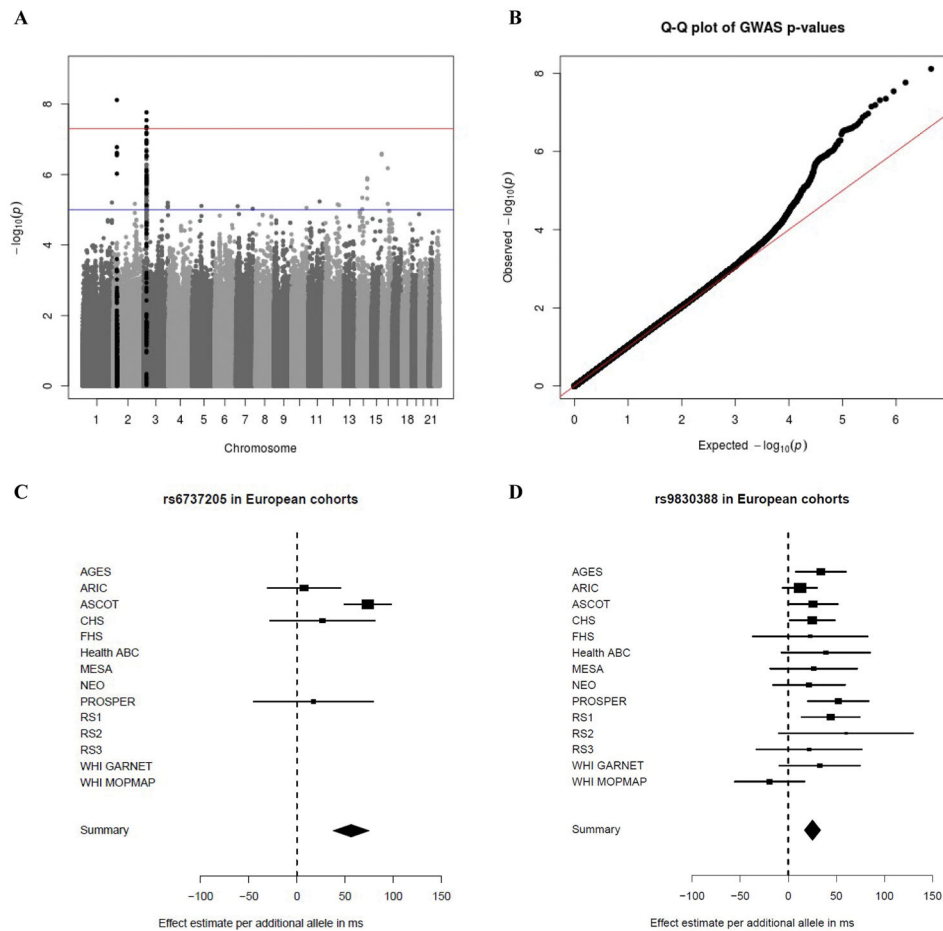 A
8
6
4
2
0
−log10(p)
1 2 3 4 5 6 7 8 9 11 13 15 18 21
Chromosome
B
Q-Q plot of GWAS p-values
8
6
4
2
0
Observed −log10(p)
0 1 2 3 4 5 6
Expected −log10(p)
C
rs6737205 in European cohorts
AGES
ARIC
ASCOT
CHS
FHS
Health ABC
MESA
NEO
PROSPER
RS1
RS2
RS3
WHI GARNET
WHI MOPMAP
Summary
−100 −50 0 50 100 150
Effect estimate per additional allele in ms
D
rs9830388 in European cohorts
AGES
ARIC
ASCOT
CHS
FHS
Health ABC
MESA
NEO
PROSPER
RS1
RS2
RS3
WHI GARNET
WHI MOPMAP
Summary
−100 −50 0 50 100 150
Effect estimate per additional allele in ms